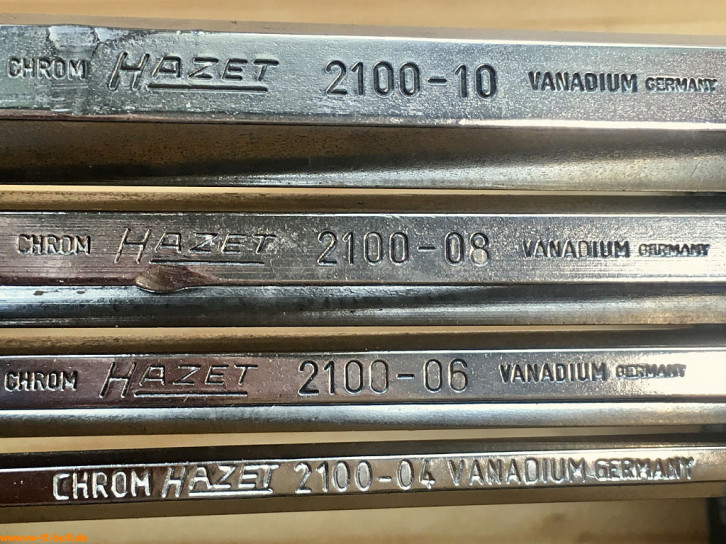 CHROM HAZET 2100-10 VANADIUM GERMANY
CHROM HAZET 2100-08 VANADIUM GERMANY
CHROM HAZET 2100-06 VANADIUM GERMANY
CHROM HAZET 2100-04 VANADIUM GERMANY